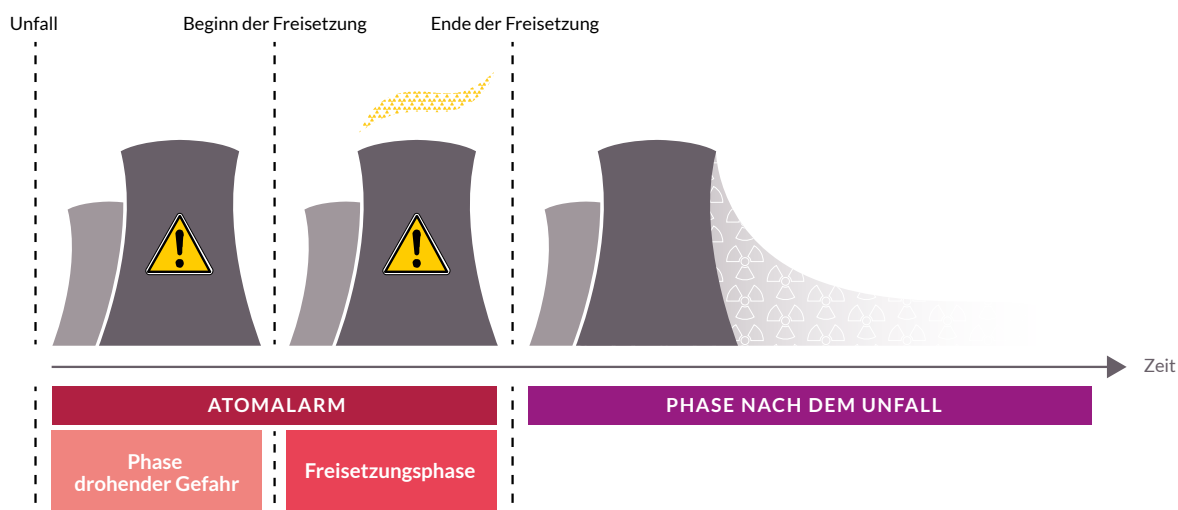 Unfall
Beginn der Freisetzung
Ende der Freisetzung
Zeit
ATOMALARM
PHASE NACH DEM UNFALL
Phase
drohender Gefahr
Freisetzungsphase